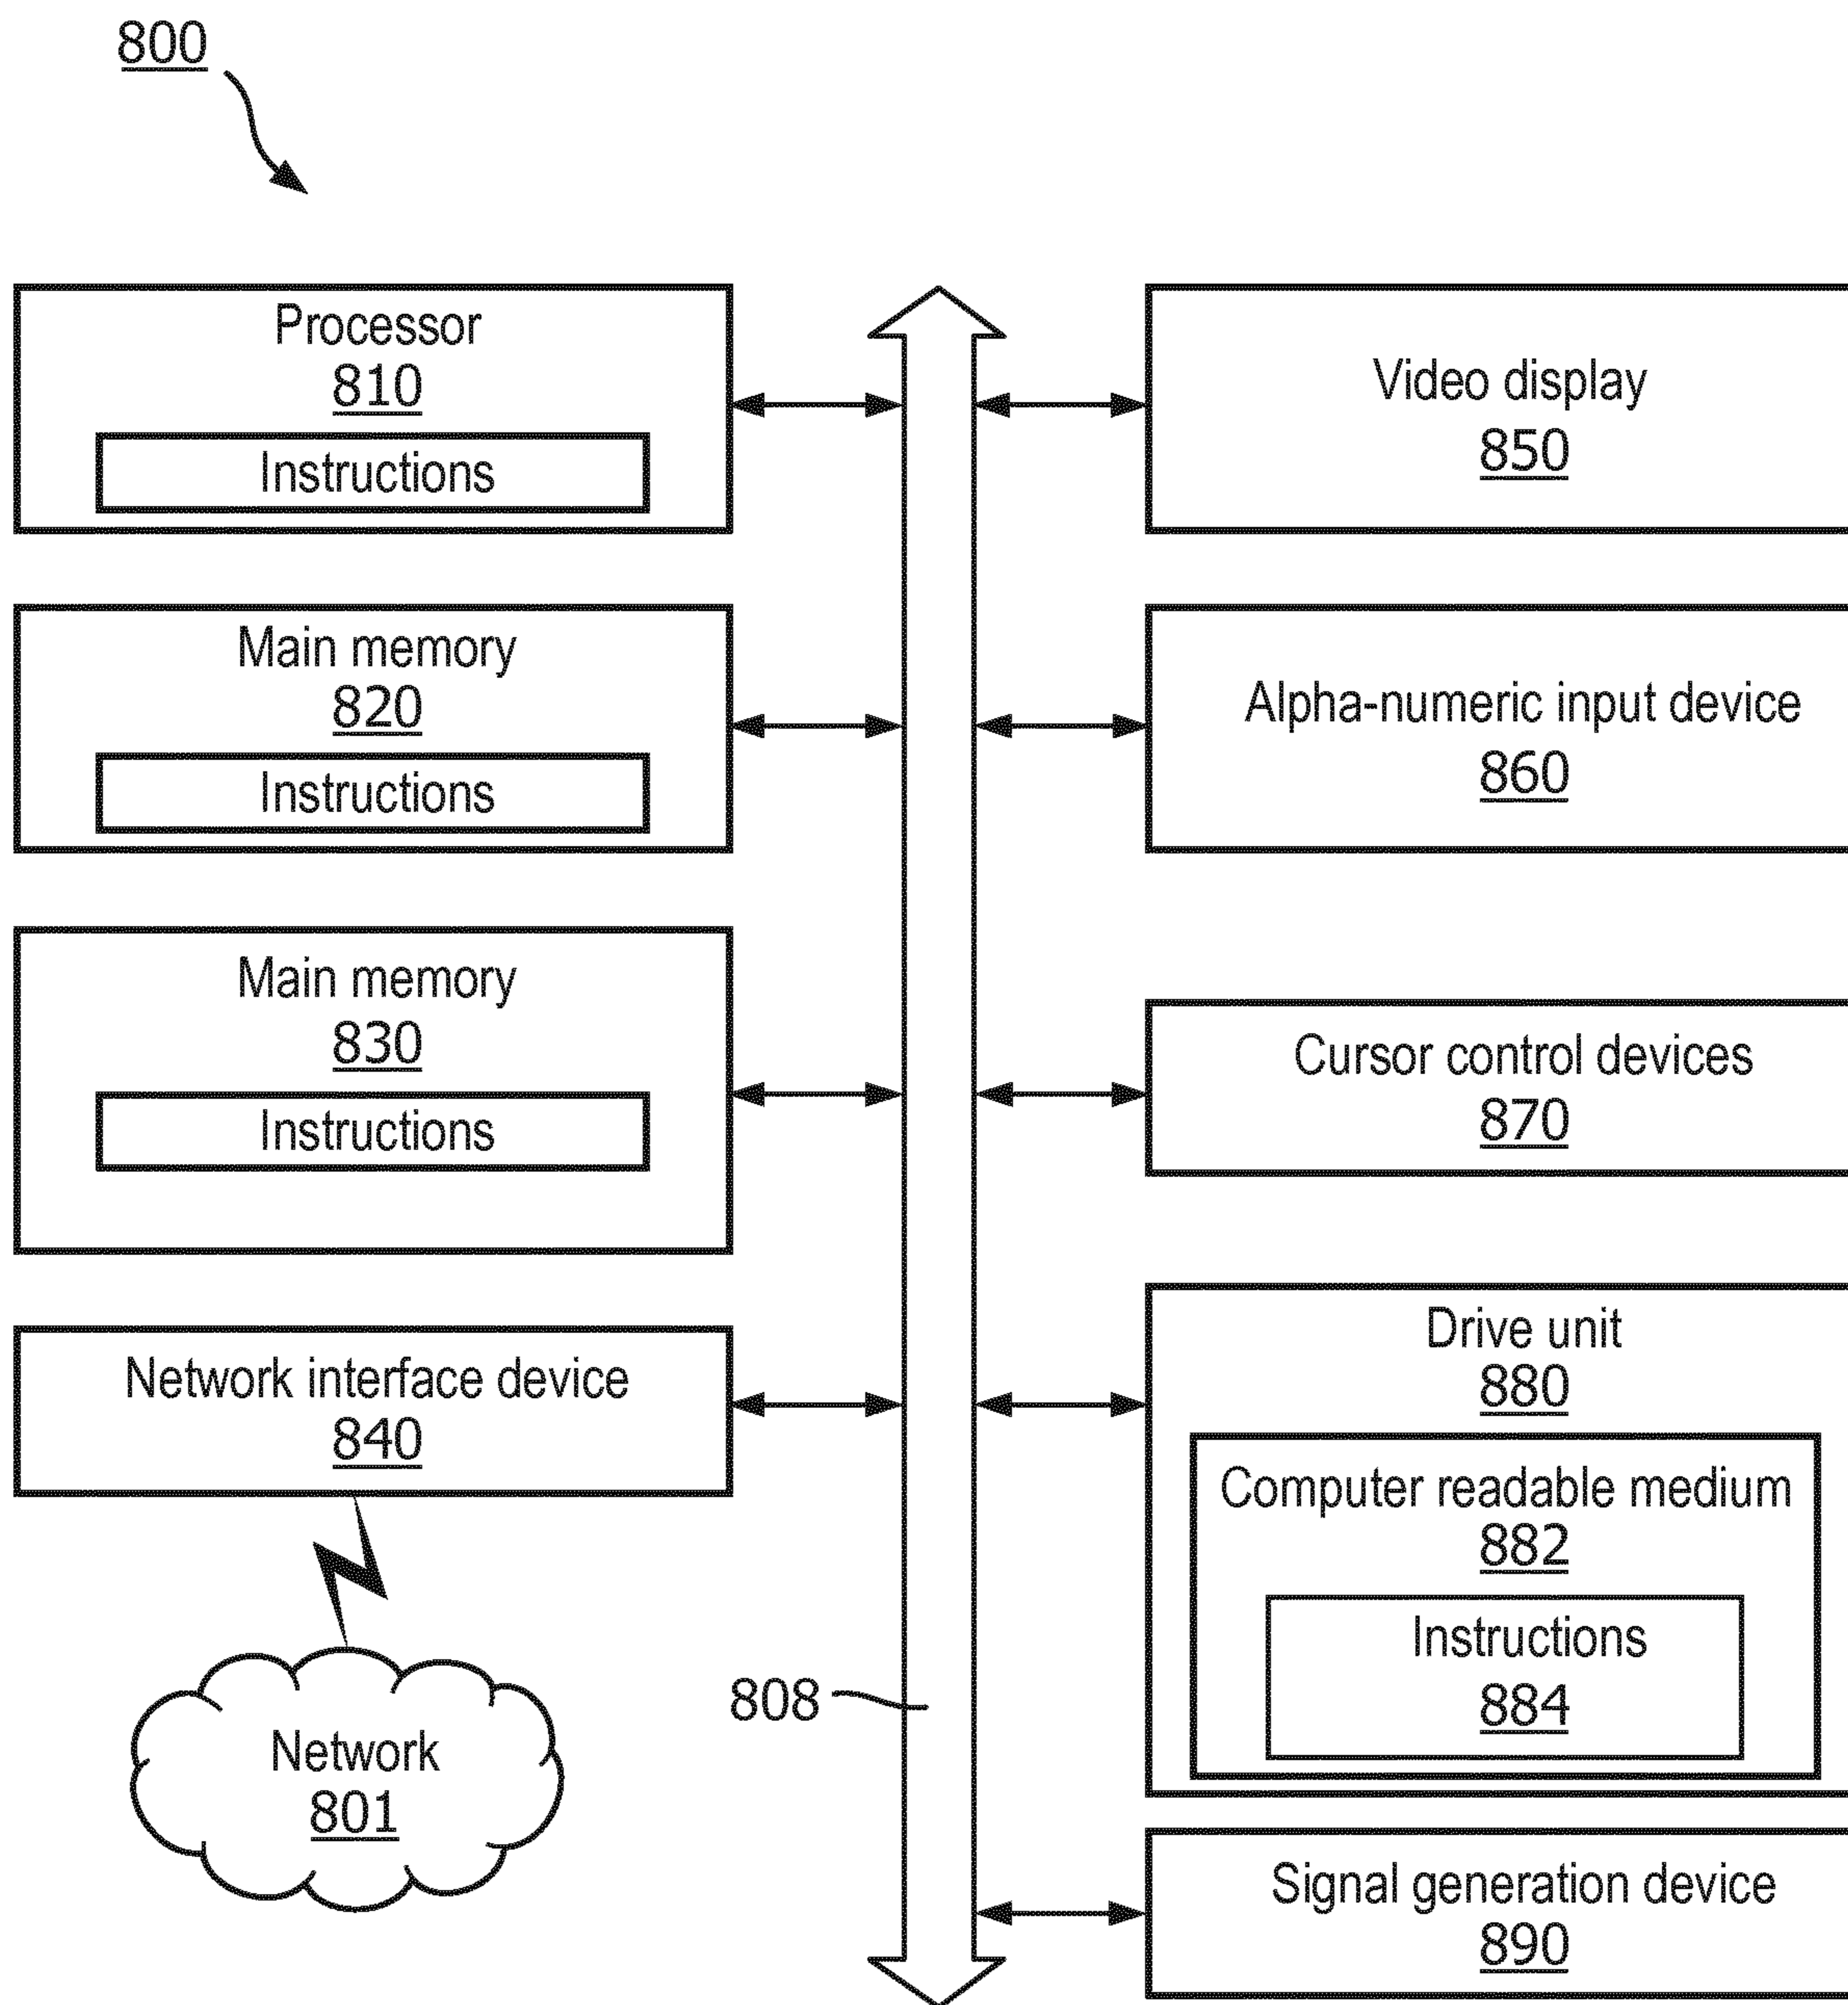 800
Processor
810
Instructions
Main memory
820
Instructions
Main memory
830
Instructions
Network interface device
840
Network
801
808
Video display
850
Alpha-numeric input device
860
Cursor control devices
870
Drive unit
880
Computer readable medium
882
Instructions
884
Signal generation device
890